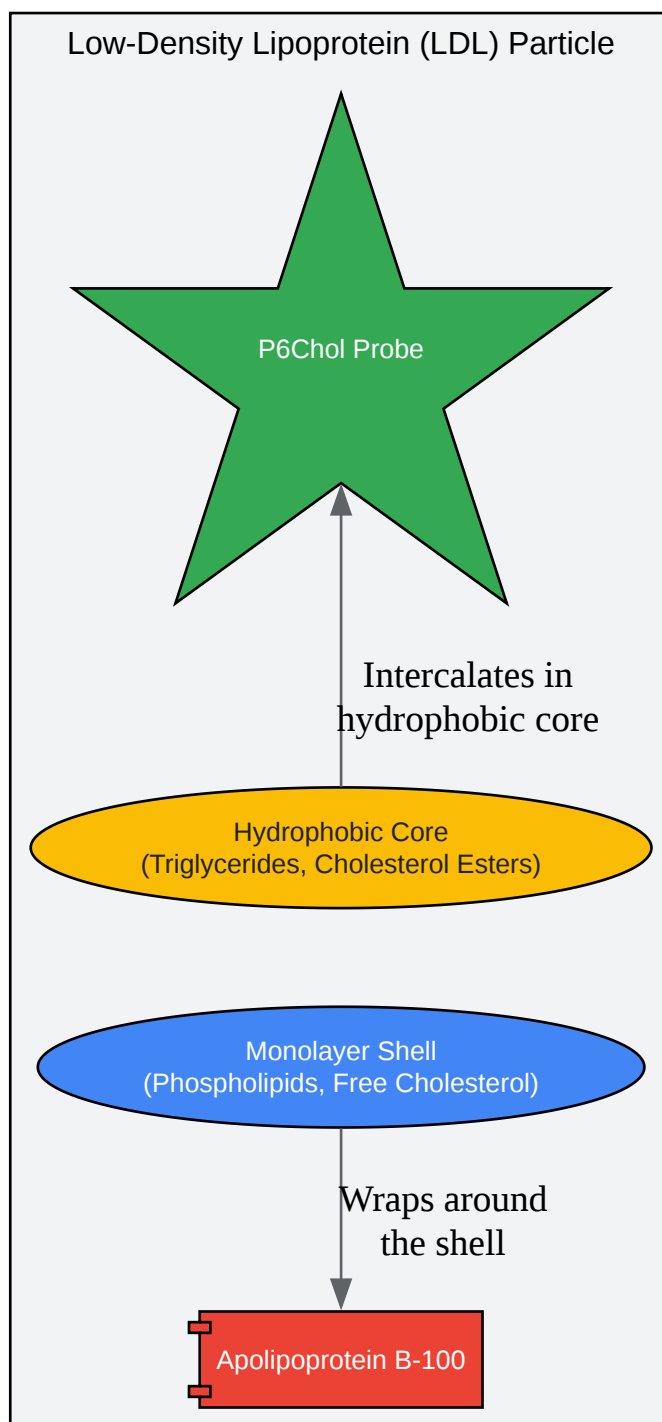 Low-Density Lipoprotein (LDL) Particle
P6Chol Probe
Intercalates in
hydrophobic core
Hydrophobic Core
(Triglycerides, Cholesterol Esters)
Monolayer Shell
(Phospholipids, Free Cholesterol)
Wraps around
the shell
Apolipoprotein B-100